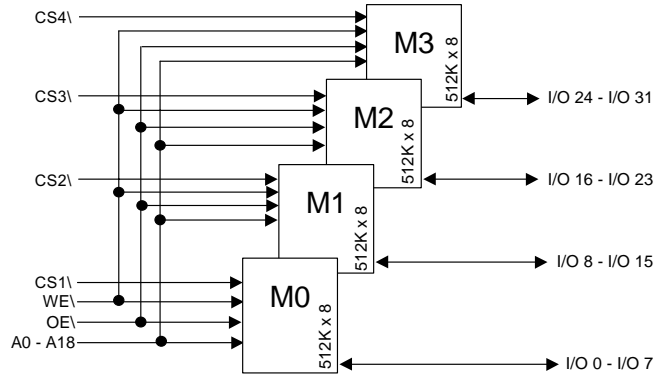 CS4\
M3
512K x 8
I/O 24 - I/O 31
CS3\
M2
512K x 8
I/O 16 - I/O 23
CS2\
M1
512K x 8
I/O 8 - I/O 15
CS1\
WE\
OE\
A0 - A18
M0
512K x 8
I/O 0 - I/O 7